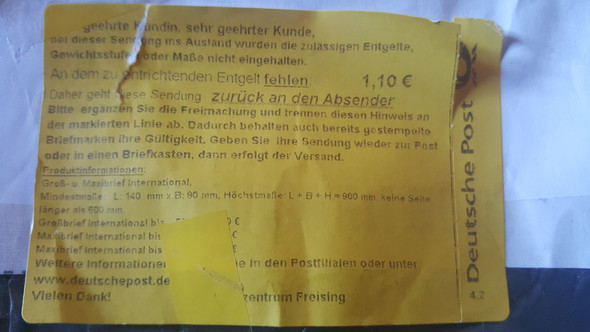 geehrte Kundin, sehr geehrter Kunde,
bei dieser Sendung ins Ausland wurden die zulässigen Entgelte,
Gewichtsstufen oder Maße nicht eingehalten.
An dem zu entrichtenden Entgelt fehlen 1,10 €
Daher geht diese Sendung zurück an den Absender
Bitte ergänzen Sie die Freimachung und trennen diesen Hinweis an
der markierten Linie ab. Dadurch behalten auch bereits gestempelte
Briefmarken ihre Gültigkeit. Geben Sie ihre Sendung wieder zur Post
oder in einen Briefkasten, dann erfolgt der Versand.
Produktinformationen:
Groß- u. Maxibrief International.
Mindestmaße: L: 140 mm x B: 90 mm, Höchstmaße: L + B + H = 900 mm, keine Seite
länger als 600 mm
Großbrief International bis 0 €
Maxibrief International bis €
Maxibrief International bis €
Weitere Informationen in den Postfilialen oder unter
www.deutschepost.de
Vielen Dank! zentrum Freising
Deutsche Post
4.2